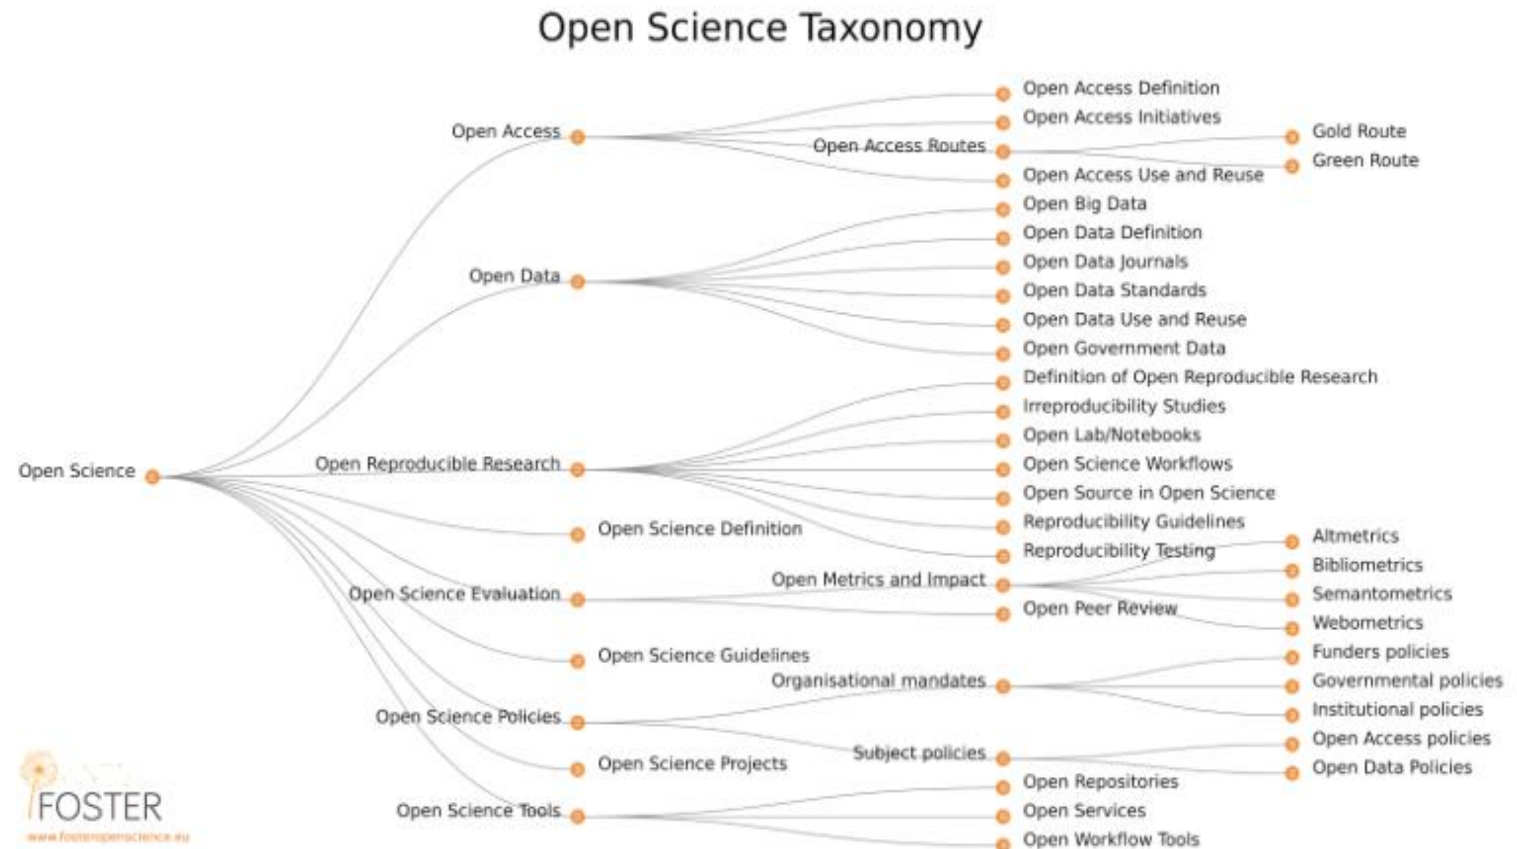 Open Science Taxonomy
Open Access Definition
Open Access Initiatives
Open Access
Gold Route
Open Access Routes
Green Route
Open Access Use and Reuse
Open Big Data
Open Data Definition
Open Data Journals
Open Data
Open Data Standards
Open Data Use and Reuse
Open Government Data
Definition of Open Reproducible Research
Irreproducibility Studies
Open Lab/Notebooks
Open Reproducible Research
Open Science Workflows
Open Science
Open Source in Open Science
Reproducibility Guidelines
Open Science Definition
Altmetrics
Reproducibility Testing
Bibliometrics
Open Metrics and Impact
Open Science Evaluation
Semantometrics
Open Peer Review
Webometrics
Open Science Guidelines
Funders policies
Organisational mandates
Governmental policies
Institutional policies
Open Science Policies
Open Access policies
Subject policies
Open Science Projects
Open Data Policies
Open Repositories
Open Science Tools
Open Services
Open Workflow Tools
FOSTER
www.fosteropenscience.eu